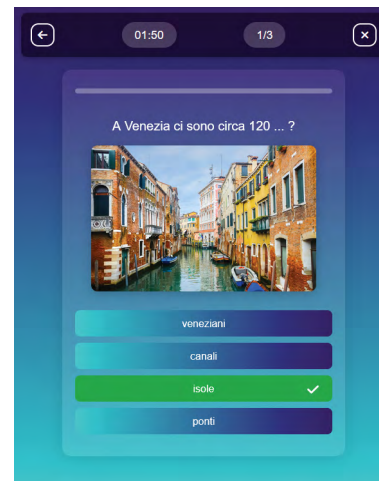 01:50
1/3
A Venezia ci sono circa 120 ... ?
veneziani
canali
isole
ponti